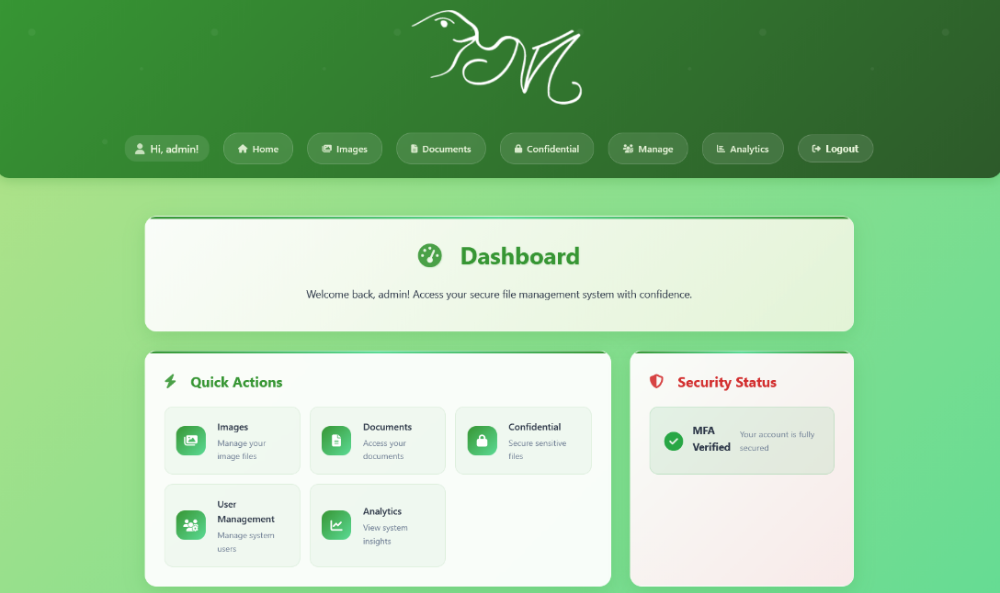 Hi, admin!
Home
Images
Documents
Confidential
Manage
Analytics
Logout
Dashboard
Welcome back, admin! Access your secure file management system with confidence.
Quick Actions
Images
Manage your
image files
Documents
Access your
documents
Confidential
Secure sensitive
files
User
Management
Manage system
users
Analytics
View system
insights
Security Status
MFA
Verified
Your account is fully
secured